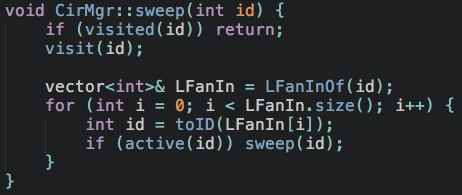 void CirMgr::sweep(int id) {
    if (visited(id)) return;
    visit(id);

    vector<int>& LFanIn = LFanInOf(id);
    for (int i = 0; i < LFanIn.size(); i++) {
        int id = toID(LFanIn[i]);
        if (active(id)) sweep(id);
    }
}